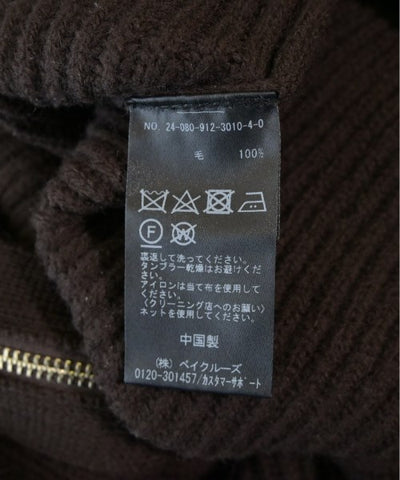 NO. 24-080-912-3010-4-0
毛 100%
F W
裏返して洗ってください。
タンブラー乾燥はお避けくだ
さい。
アイロンは当て布を使用して
ください。
〈クリーニング店へのお願い〉
ネットを使用してください。
中国製
(株) ベイクルーズ
0120-301457/カスタマーサポート